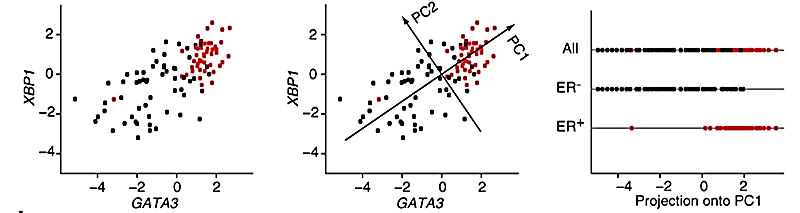 XBP1
2
0
−2
−4
−4
−2
0
2
GATA3
XBP1
2
0
−2
−4
PC2
PC1
−4
−2
0
2
GATA3
All
ER-
ER+
−4
−2
0
2
Projection onto PC1